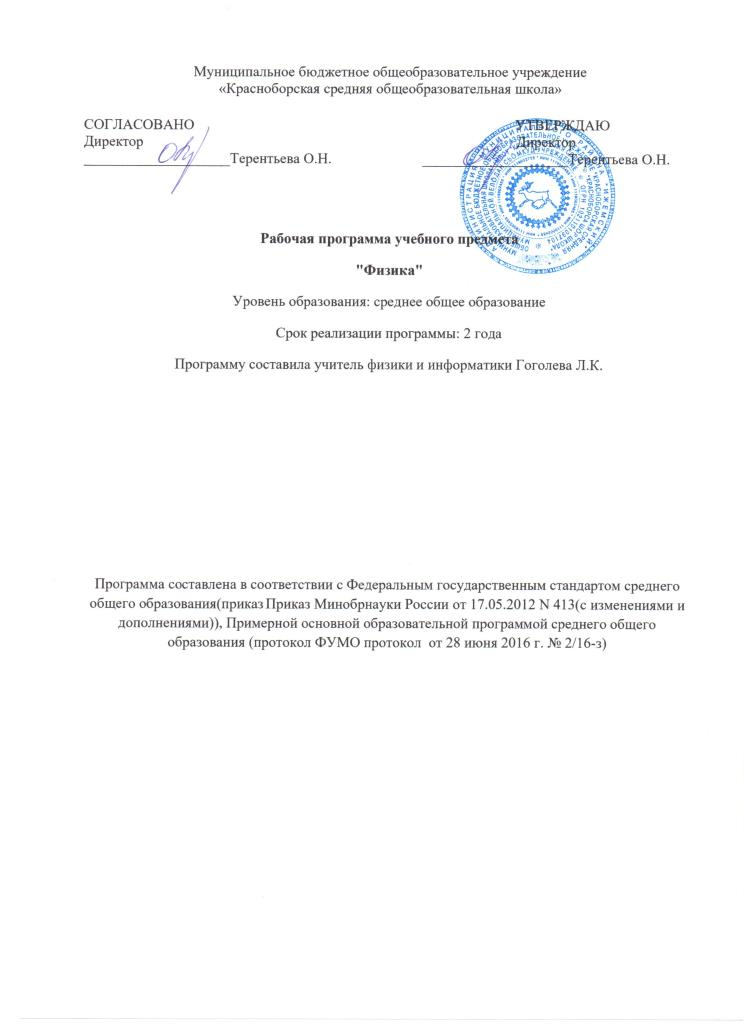 Муниципальное бюджетное общеобразовательное учреждение
«Красноборская средняя общеобразовательная школа»
СОГЛАСОВАНО
Директор
____________________Терентьева О.Н.
УТВЕРЖДАЮ
Директор
____________________Терентьева О.Н.
Рабочая программа учебного предмета
"Физика"
Уровень образования: среднее общее образование
Срок реализации программы: 2 года
Программу составила учитель физики и информатики Гоголева Л.К.
Программа составлена в соответствии с Федеральным государственным стандартом среднего
общего образования(приказ Приказ Минобрнауки России от 17.05.2012 N 413(с изменениями и
дополнениями)), Примерной основной образовательной программой среднего общего
образования (протокол ФУМО протокол от 28 июня 2016 г. № 2/16-з)